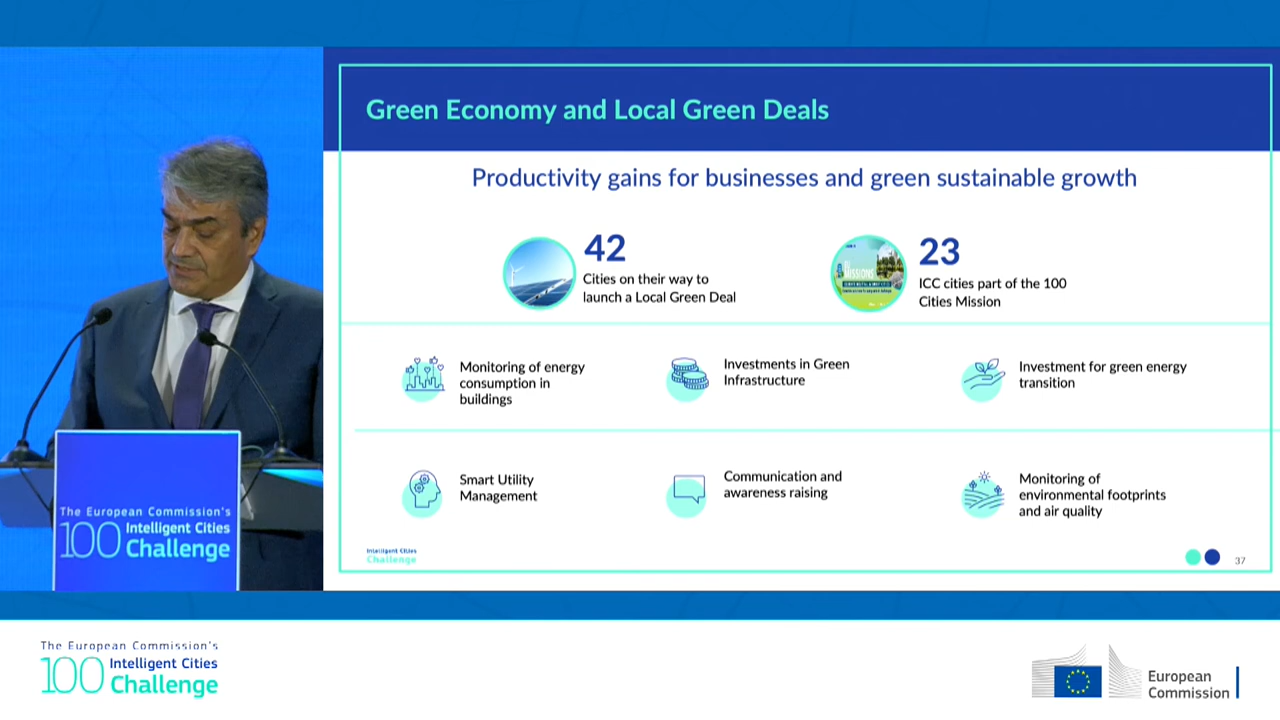 Green Economy and Local Green Deals
Productivity gains for businesses and green sustainable growth
42
Cities on their way to
launch a Local Green Deal
MISSIONS
23
ICC cities part of the 100
Cities Mission
Monitoring of energy
consumption in
buildings
Investments in Green
Infrastructure
Investment for green energy
transition
Smart Utility
Management
Communication and
awareness raising
Monitoring of
environmental footprints
and air quality
Intelligent Cities
Challenge
37
The European Commission's
100 Intelligent Cities
Challenge
The European Commission's
100 Intelligent Cities
Challenge
European
Commission